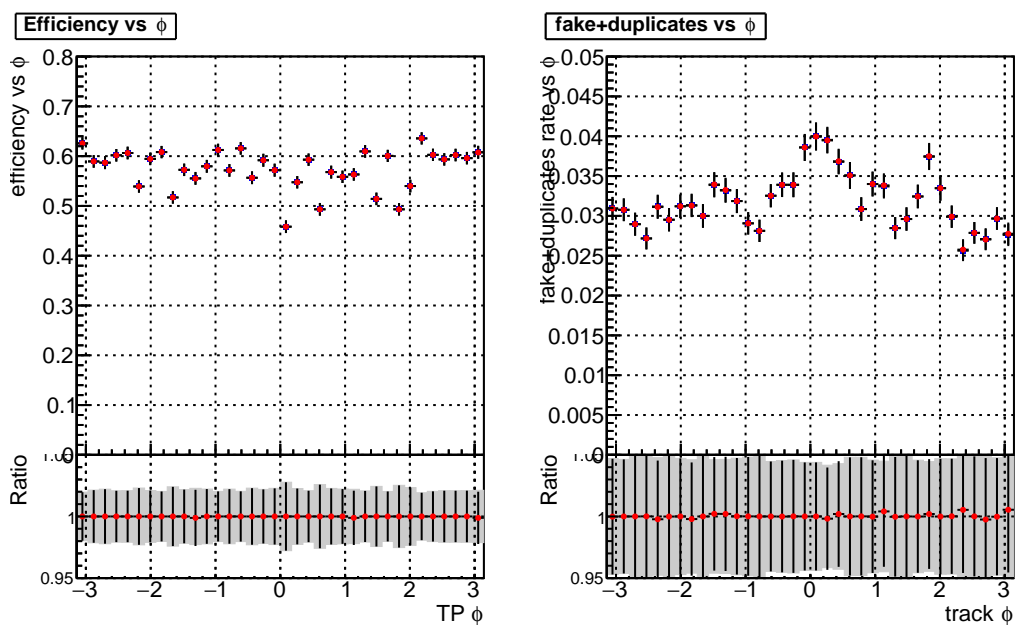 Efficiency vs ϕ
efficiency vs ϕ
0.8
0.7
0.6
0.5
0.4
0.3
0.2
0.1
0
Ratio
1
0.95
−3 −2 −1 0 1 2 3
TP ϕ
fake+duplicates vs ϕ
fake+duplicates rate vs ϕ
0.05
0.045
0.04
0.035
0.03
0.025
0.02
0.015
0.01
0.005
0
Ratio
1
0.95
−3 −2 −1 0 1 2 3
track ϕ